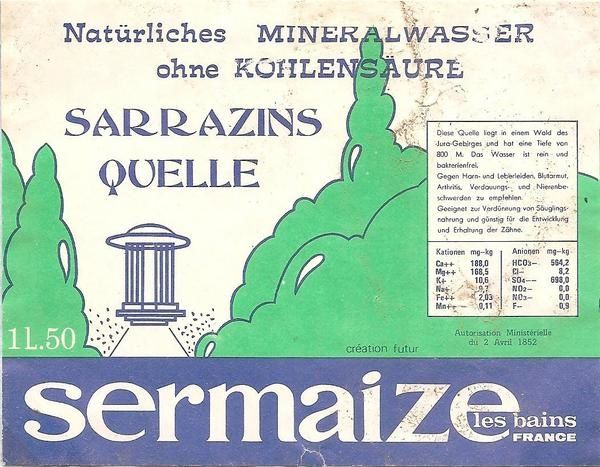 Natürliches MINERALWASSER
ohne KOHLENSÄURE
SARRAZINS
QUELLE
Diese Quelle liegt in einem Wald des
Jura-Gebirges und hat eine Tiefe von
800 M. Das Wasser ist rein und
bakterienfrei.
Gegen Harn- und Leberleiden, Blutarmut,
Arthritis, Verdauungs- und Nierenbe-
schwerden zu empfehlen.
Geeignet zur Verdünnung von Säuglings-
nahrung und günstig für die Entwicklung
und Erhaltung der Zähne.
Kationen mg-kg Anionen mg-kg
Ca++ 188,0 HCO3- 564,2
Mg++ 168,5 Cl- 8,2
K+ 10,6 SO4-- 698,0
Na+ 9,7 NO2- 0,0
Fe++ 2,03 NO3- 0,0
Mn++ 0,11 F- 0,9
Autorisation Ministérielle
du 2 Avril 1852
1L.50
création futur
sermaize
les bains
FRANCE